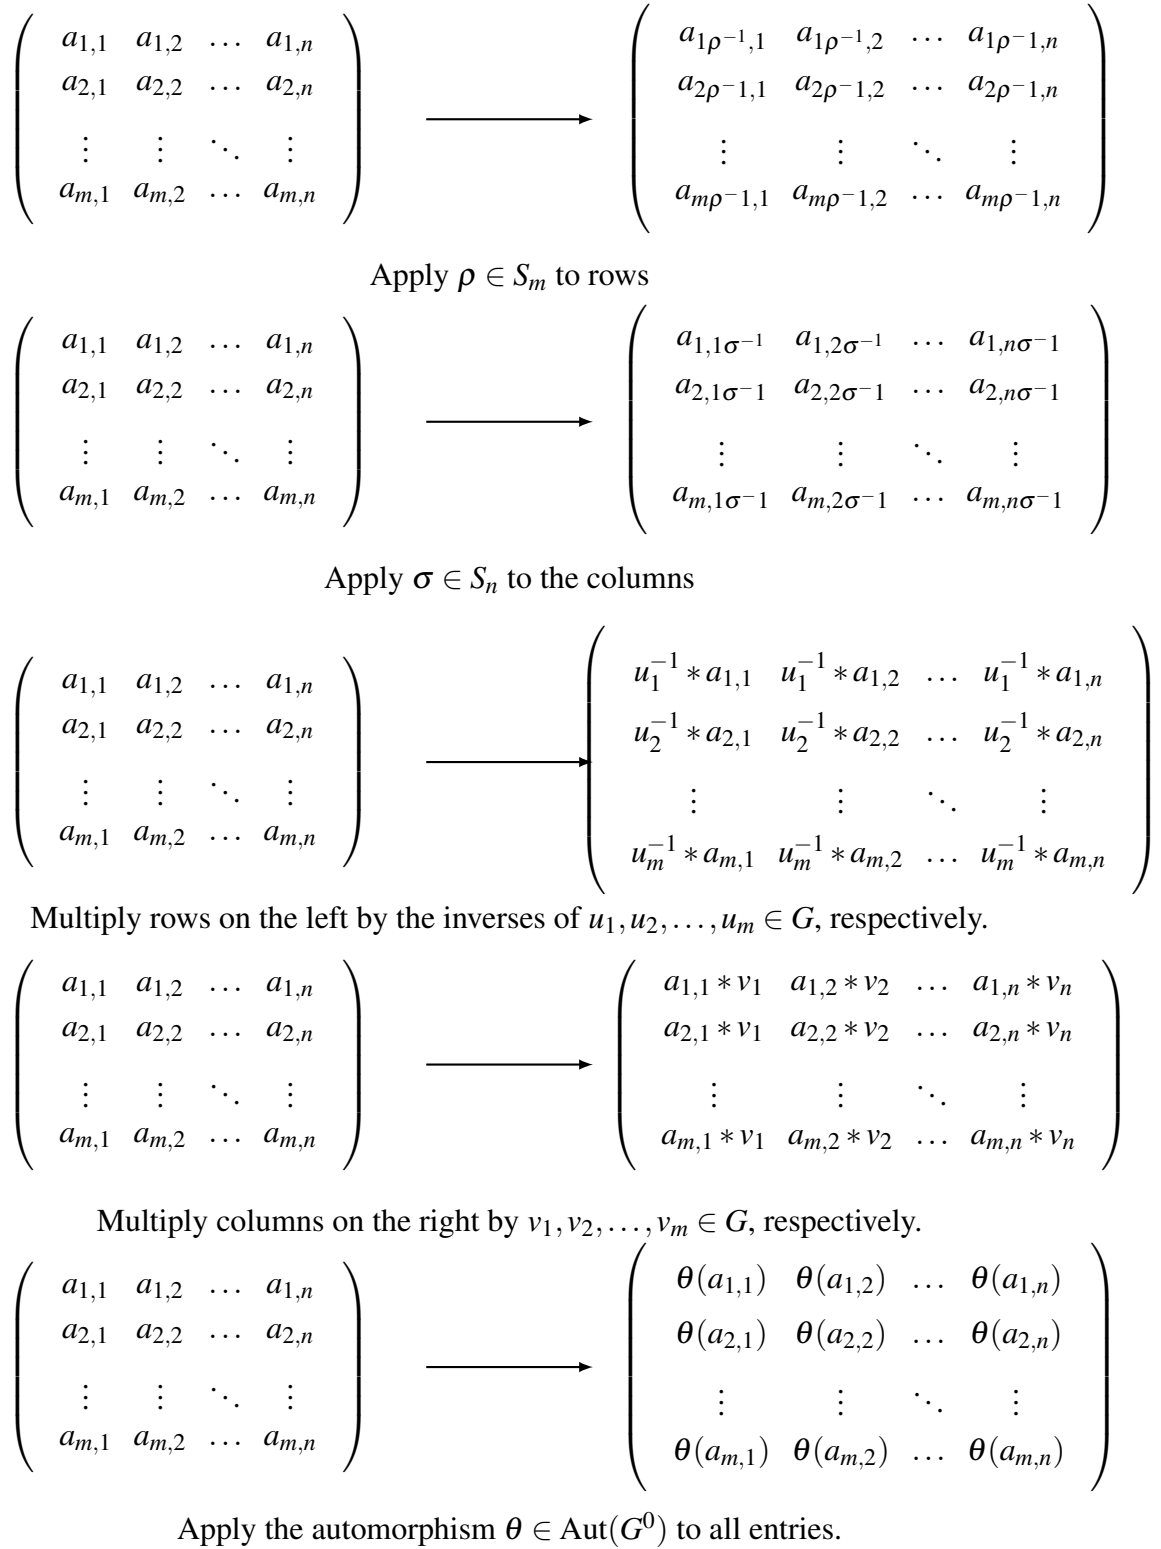 ( a_{1,1} a_{1,2} … a_{1,n} ) ⟶ ( a_{1ρ^{-1},1} a_{1ρ^{-1},2} … a_{1ρ^{-}1,n} )
( a_{2,1} a_{2,2} … a_{2,n} ) ( a_{2ρ^{-}1,1} a_{2ρ^{-}1,2} … a_{2ρ^{-}1,n} )
( ⋮ ⋮ ⋱ ⋮ ) ( ⋮ ⋮ ⋱ ⋮ )
( a_{m,1} a_{m,2} … a_{m,n} ) ( a_{mρ^{-}1,1} a_{mρ^{-}1,2} … a_{mρ^{-}1,n} )
Apply ρ ∈ S_m to rows
( a_{1,1} a_{1,2} … a_{1,n} ) ⟶ ( a_{1,1σ^{-1}} a_{1,2σ^{-1}} … a_{1,nσ^{-}1} )
( a_{2,1} a_{2,2} … a_{2,n} ) ( a_{2,1σ^{-}1} a_{2,2σ^{-}1} … a_{2,nσ^{-}1} )
( ⋮ ⋮ ⋱ ⋮ ) ( ⋮ ⋮ ⋱ ⋮ )
( a_{m,1} a_{m,2} … a_{m,n} ) ( a_{m,1σ^{-}1} a_{m,2σ^{-}1} … a_{m,nσ^{-}1} )
Apply σ ∈ S_n to the columns
( a_{1,1} a_{1,2} … a_{1,n} ) ⟶ ( u_1^{-1} * a_{1,1} u_1^{-1} * a_{1,2} … u_1^{-1} * a_{1,n} )
( a_{2,1} a_{2,2} … a_{2,n} ) ( u_2^{-1} * a_{2,1} u_2^{-1} * a_{2,2} … u_2^{-1} * a_{2,n} )
( ⋮ ⋮ ⋱ ⋮ ) ( ⋮ ⋮ ⋱ ⋮ )
( a_{m,1} a_{m,2} … a_{m,n} ) ( u_m^{-1} * a_{m,1} u_m^{-1} * a_{m,2} … u_m^{-1} * a_{m,n} )
Multiply rows on the left by the inverses of u_1, u_2, …, u_m ∈ G, respectively.
( a_{1,1} a_{1,2} … a_{1,n} ) ⟶ ( a_{1,1} * v_1 a_{1,2} * v_2 … a_{1,n} * v_n )
( a_{2,1} a_{2,2} … a_{2,n} ) ( a_{2,1} * v_1 a_{2,2} * v_2 … a_{2,n} * v_n )
( ⋮ ⋮ ⋱ ⋮ ) ( ⋮ ⋮ ⋱ ⋮ )
( a_{m,1} a_{m,2} … a_{m,n} ) ( a_{m,1} * v_1 a_{m,2} * v_2 … a_{m,n} * v_n )
Multiply columns on the right by v_1, v_2, …, v_m ∈ G, respectively.
( a_{1,1} a_{1,2} … a_{1,n} ) ⟶ ( θ(a_{1,1}) θ(a_{1,2}) … θ(a_{1,n}) )
( a_{2,1} a_{2,2} … a_{2,n} ) ( θ(a_{2,1}) θ(a_{2,2}) … θ(a_{2,n}) )
( ⋮ ⋮ ⋱ ⋮ ) ( ⋮ ⋮ ⋱ ⋮ )
( a_{m,1} a_{m,2} … a_{m,n} ) ( θ(a_{m,1}) θ(a_{m,2}) … θ(a_{m,n}) )
Apply the automorphism θ ∈ Aut(G^0) to all entries.